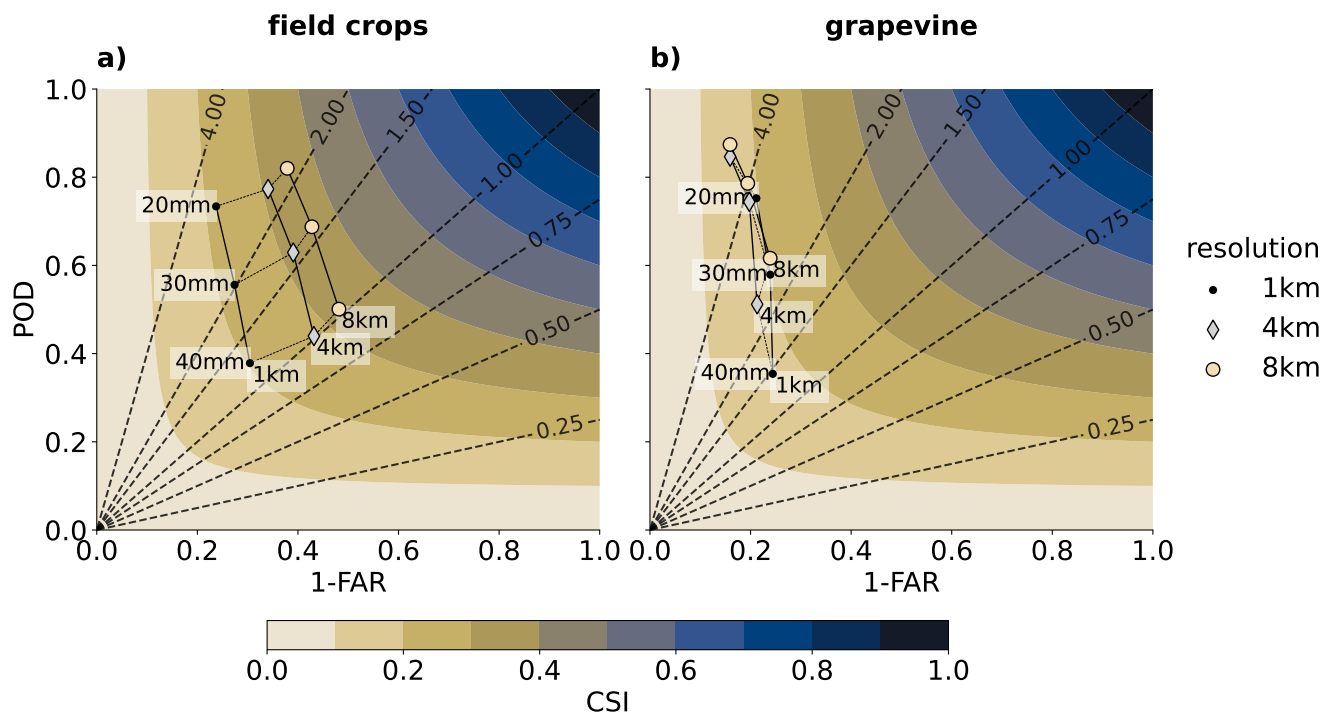 field crops
grapevine
a)
b)
1.0
0.8
0.6
0.4
0.2
0.0
POD
4.00
2.00
1.50
1.00
0.75
0.50
0.25
20mm
30mm
40mm
8km
4km
1km
0.0 0.2 0.4 0.6 0.8 1.0
1-FAR
4.00
2.00
1.50
1.00
0.75
0.50
0.25
20mm
30mm
40mm
8km
4km
1km
0.0 0.2 0.4 0.6 0.8 1.0
1-FAR
resolution
1km
4km
8km
0.0 0.2 0.4 0.6 0.8 1.0
CSI